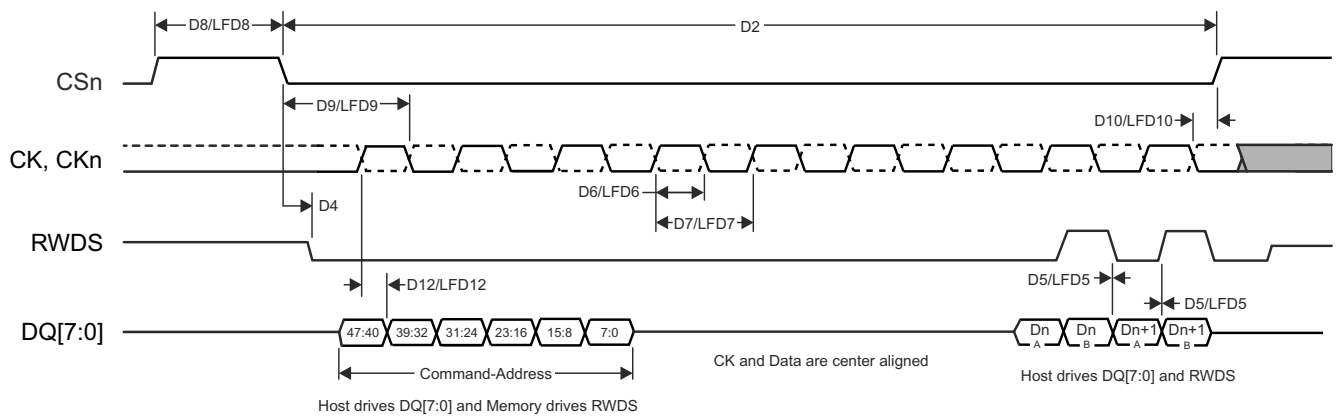 D8/LFD8
D2
CSn
D9/LFD9
D10/LFD10
CK, CKn
D6/LFD6
D4
D7/LFD7
RWDS
D12/LFD12
D5/LFD5
D5/LFD5
DQ[7:0]
47:40 39:32 31:24 23:16 15:8 7:0
Dn A Dn B Dn+1 A Dn+1 B
CK and Data are center aligned
Command-Address
Host drives DQ[7:0] and RWDS
Host drives DQ[7:0] and Memory drives RWDS